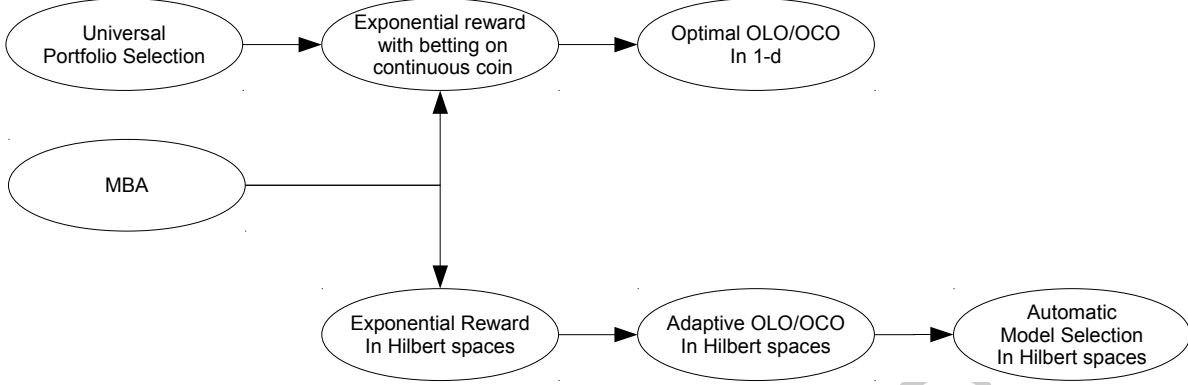 Universal
Portfolio Selection
Exponential reward
with betting on
continuous coin
Optimal OLO/OCO
In 1-d
MBA
Exponential Reward
In Hilbert spaces
Adaptive OLO/OCO
In Hilbert spaces
Automatic
Model Selection
In Hilbert spaces